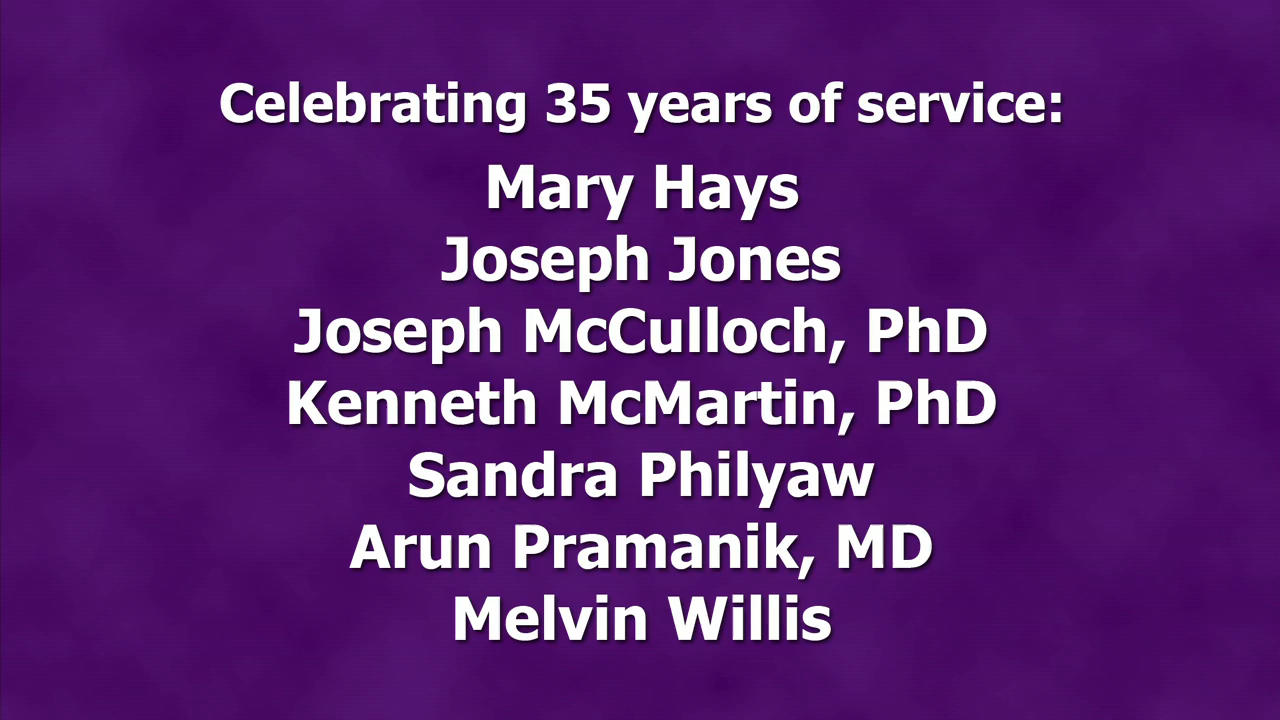 Celebrating 35 years of service:
Mary Hays
Joseph Jones
Joseph McCulloch, PhD
Kenneth McMartin, PhD
Sandra Philyaw
Arun Pramanik, MD
Melvin Willis